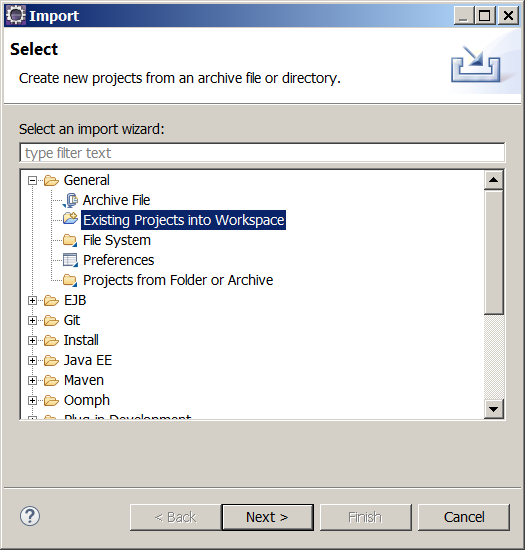 Import
Select
Create new projects from an archive file or directory.
Select an import wizard:
type filter text
General
Archive File
Existing Projects into Workspace
File System
Preferences
Projects from Folder or Archive
EJB
Git
Install
Java EE
Maven
Oomph
Plug-in Development
< Back
Next >
Finish
Cancel